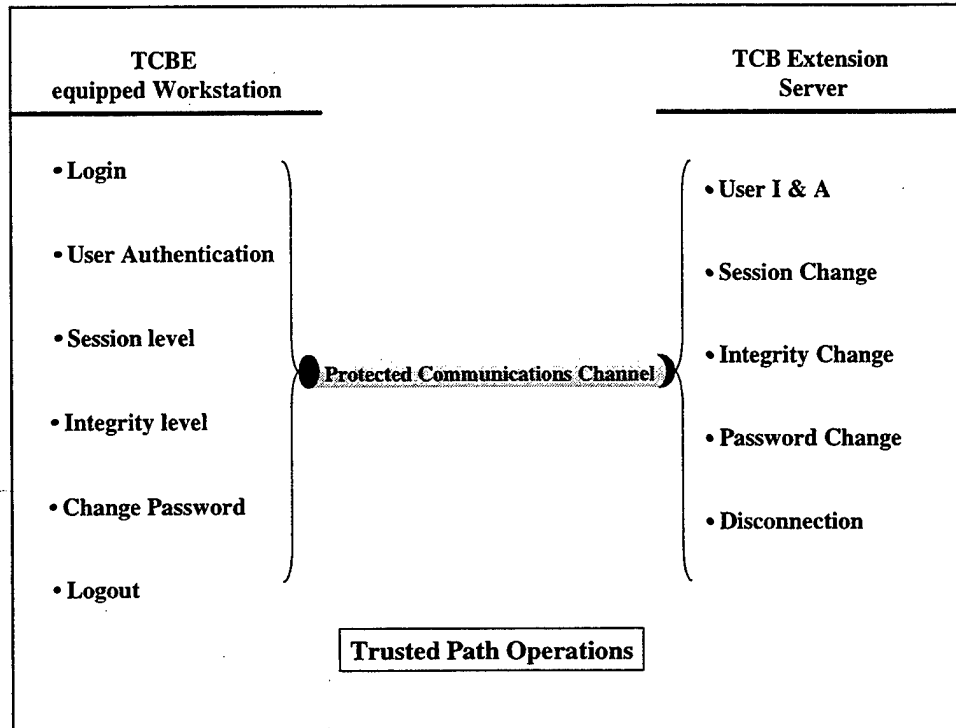 TCBE
equipped Workstation
• Login
• User Authentication
• Session level
• Integrity level
• Change Password
• Logout
Protected Communications Channel
TCB Extension
Server
• User I & A
• Session Change
• Integrity Change
• Password Change
• Disconnection
Trusted Path Operations